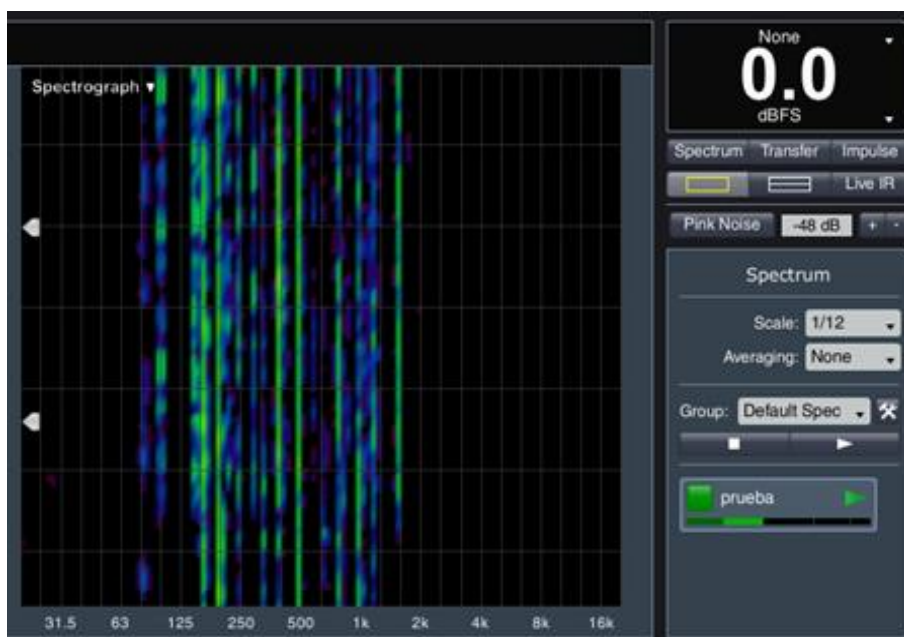 Spectrograph
None
0.0
dBFS
Spectrum Transfer Impulse
Live IR
Pink Noise -48 dB + -
Spectrum
Scale: 1/12
Averaging: None
Group: Default Spec
prueba
31.5 63 125 250 500 1k 2k 4k 8k 16k